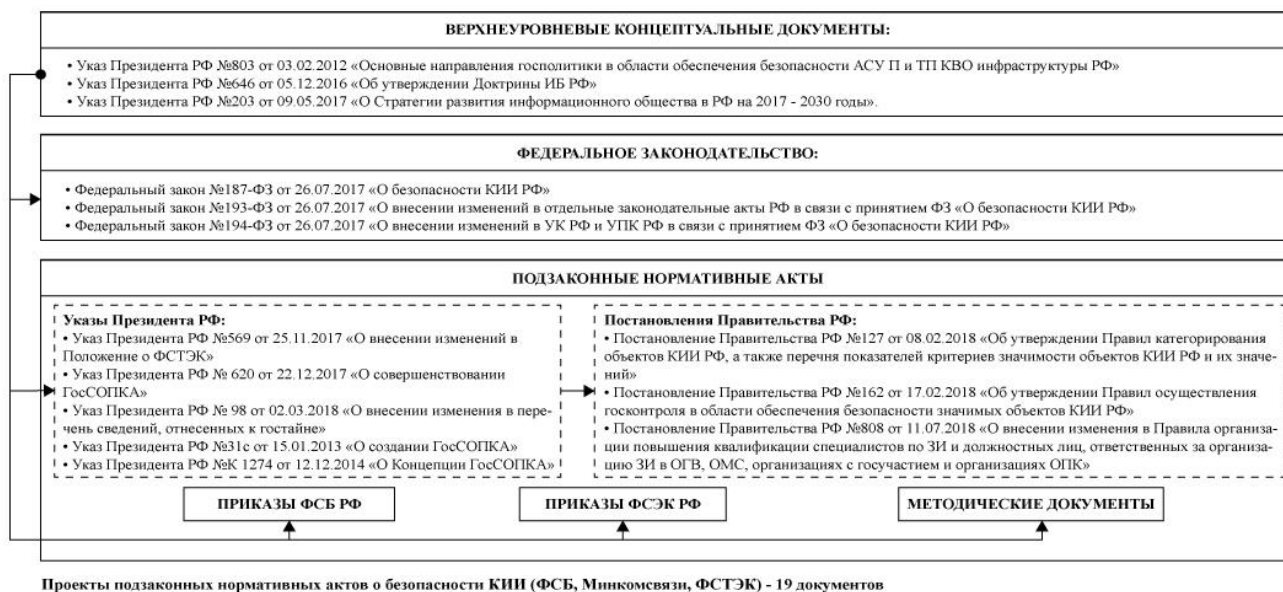 ВЕРХНЕУРОВНЕВЫЕ КОНЦЕПТУАЛЬНЫЕ ДОКУМЕНТЫ:
• Указ Президента РФ №803 от 03.02.2012 «Основные направления госполитики в области обеспечения безопасности АСУ П и ТП КВО инфраструктуры РФ»
• Указ Президента РФ №646 от 05.12.2016 «Об утверждении Доктрины ИБ РФ»
• Указ Президента РФ №203 от 09.05.2017 «О Стратегии развития информационного общества в РФ на 2017 - 2030 годы».
ФЕДЕРАЛЬНОЕ ЗАКОНОДАТЕЛЬСТВО:
• Федеральный закон №187-ФЗ от 26.07.2017 «О безопасности КИИ РФ»
• Федеральный закон №193-ФЗ от 26.07.2017 «О внесении изменений в отдельные законодательные акты РФ в связи с принятием ФЗ «О безопасности КИИ РФ»
• Федеральный закон №194-ФЗ от 26.07.2017 «О внесении изменений в УК РФ и УПК РФ в связи с принятием ФЗ «О безопасности КИИ РФ»
ПОДЗАКОННЫЕ НОРМАТИВНЫЕ АКТЫ
Указы Президента РФ:
• Указ Президента РФ №569 от 25.11.2017 «О внесении изменений в
Положение о ФСТЭК»
• Указ Президента РФ № 620 от 22.12.2017 «О совершенствовании
ГосСОПКА»
• Указ Президента РФ № 98 от 02.03.2018 «О внесении изменения в пере-
чень сведений, отнесенных к гостайне»
• Указ Президента РФ №31с от 15.01.2013 «О создании ГосСОПКА»
• Указ Президента РФ №К 1274 от 12.12.2014 «О Концепции ГосСОПКА»
Постановления Правительства РФ:
• Постановление Правительства РФ №127 от 08.02.2018 «Об утверждении Правил категорирования
объектов КИИ РФ, а также перечня показателей критериев значимости объектов КИИ РФ и их значе-
ний»
• Постановление Правительства РФ №162 от 17.02.2018 «Об утверждении Правил осуществления
госконтроля в области обеспечения безопасности значимых объектов КИИ РФ»
• Постановление Правительства РФ №808 от 11.07.2018 «О внесении изменения в Правила организа-
ции повышения квалификации специалистов по ЗИ и должностных лиц, ответственных за организа-
цию ЗИ в ОГВ, ОМС, организациях с госучастием и организациях ОПК»
ПРИКАЗЫ ФСБ РФ
ПРИКАЗЫ ФСЭК РФ
МЕТОДИЧЕСКИЕ ДОКУМЕНТЫ
Проекты подзаконных нормативных актов о безопасности КИИ (ФСБ, Минкомсвязи, ФСТЭК) - 19 документов